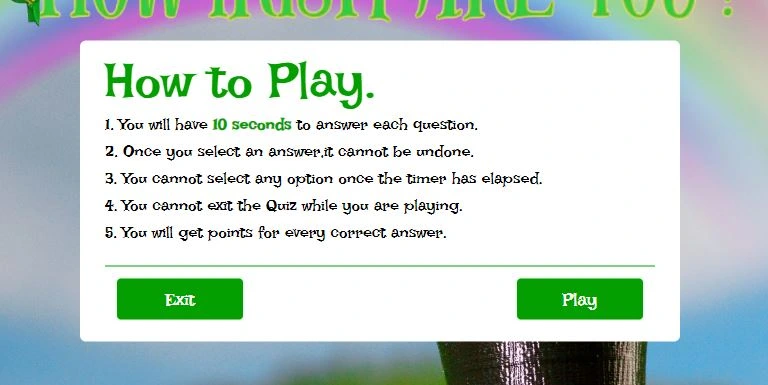 HOW IRISH ARE YOU?
How to Play.
1. You will have 10 seconds to answer each question.
2. Once you select an answer,it cannot be undone.
3. You cannot select any option once the timer has elapsed.
4. You cannot exit the Quiz while you are playing.
5. You will get points for every correct answer.
Exit Play